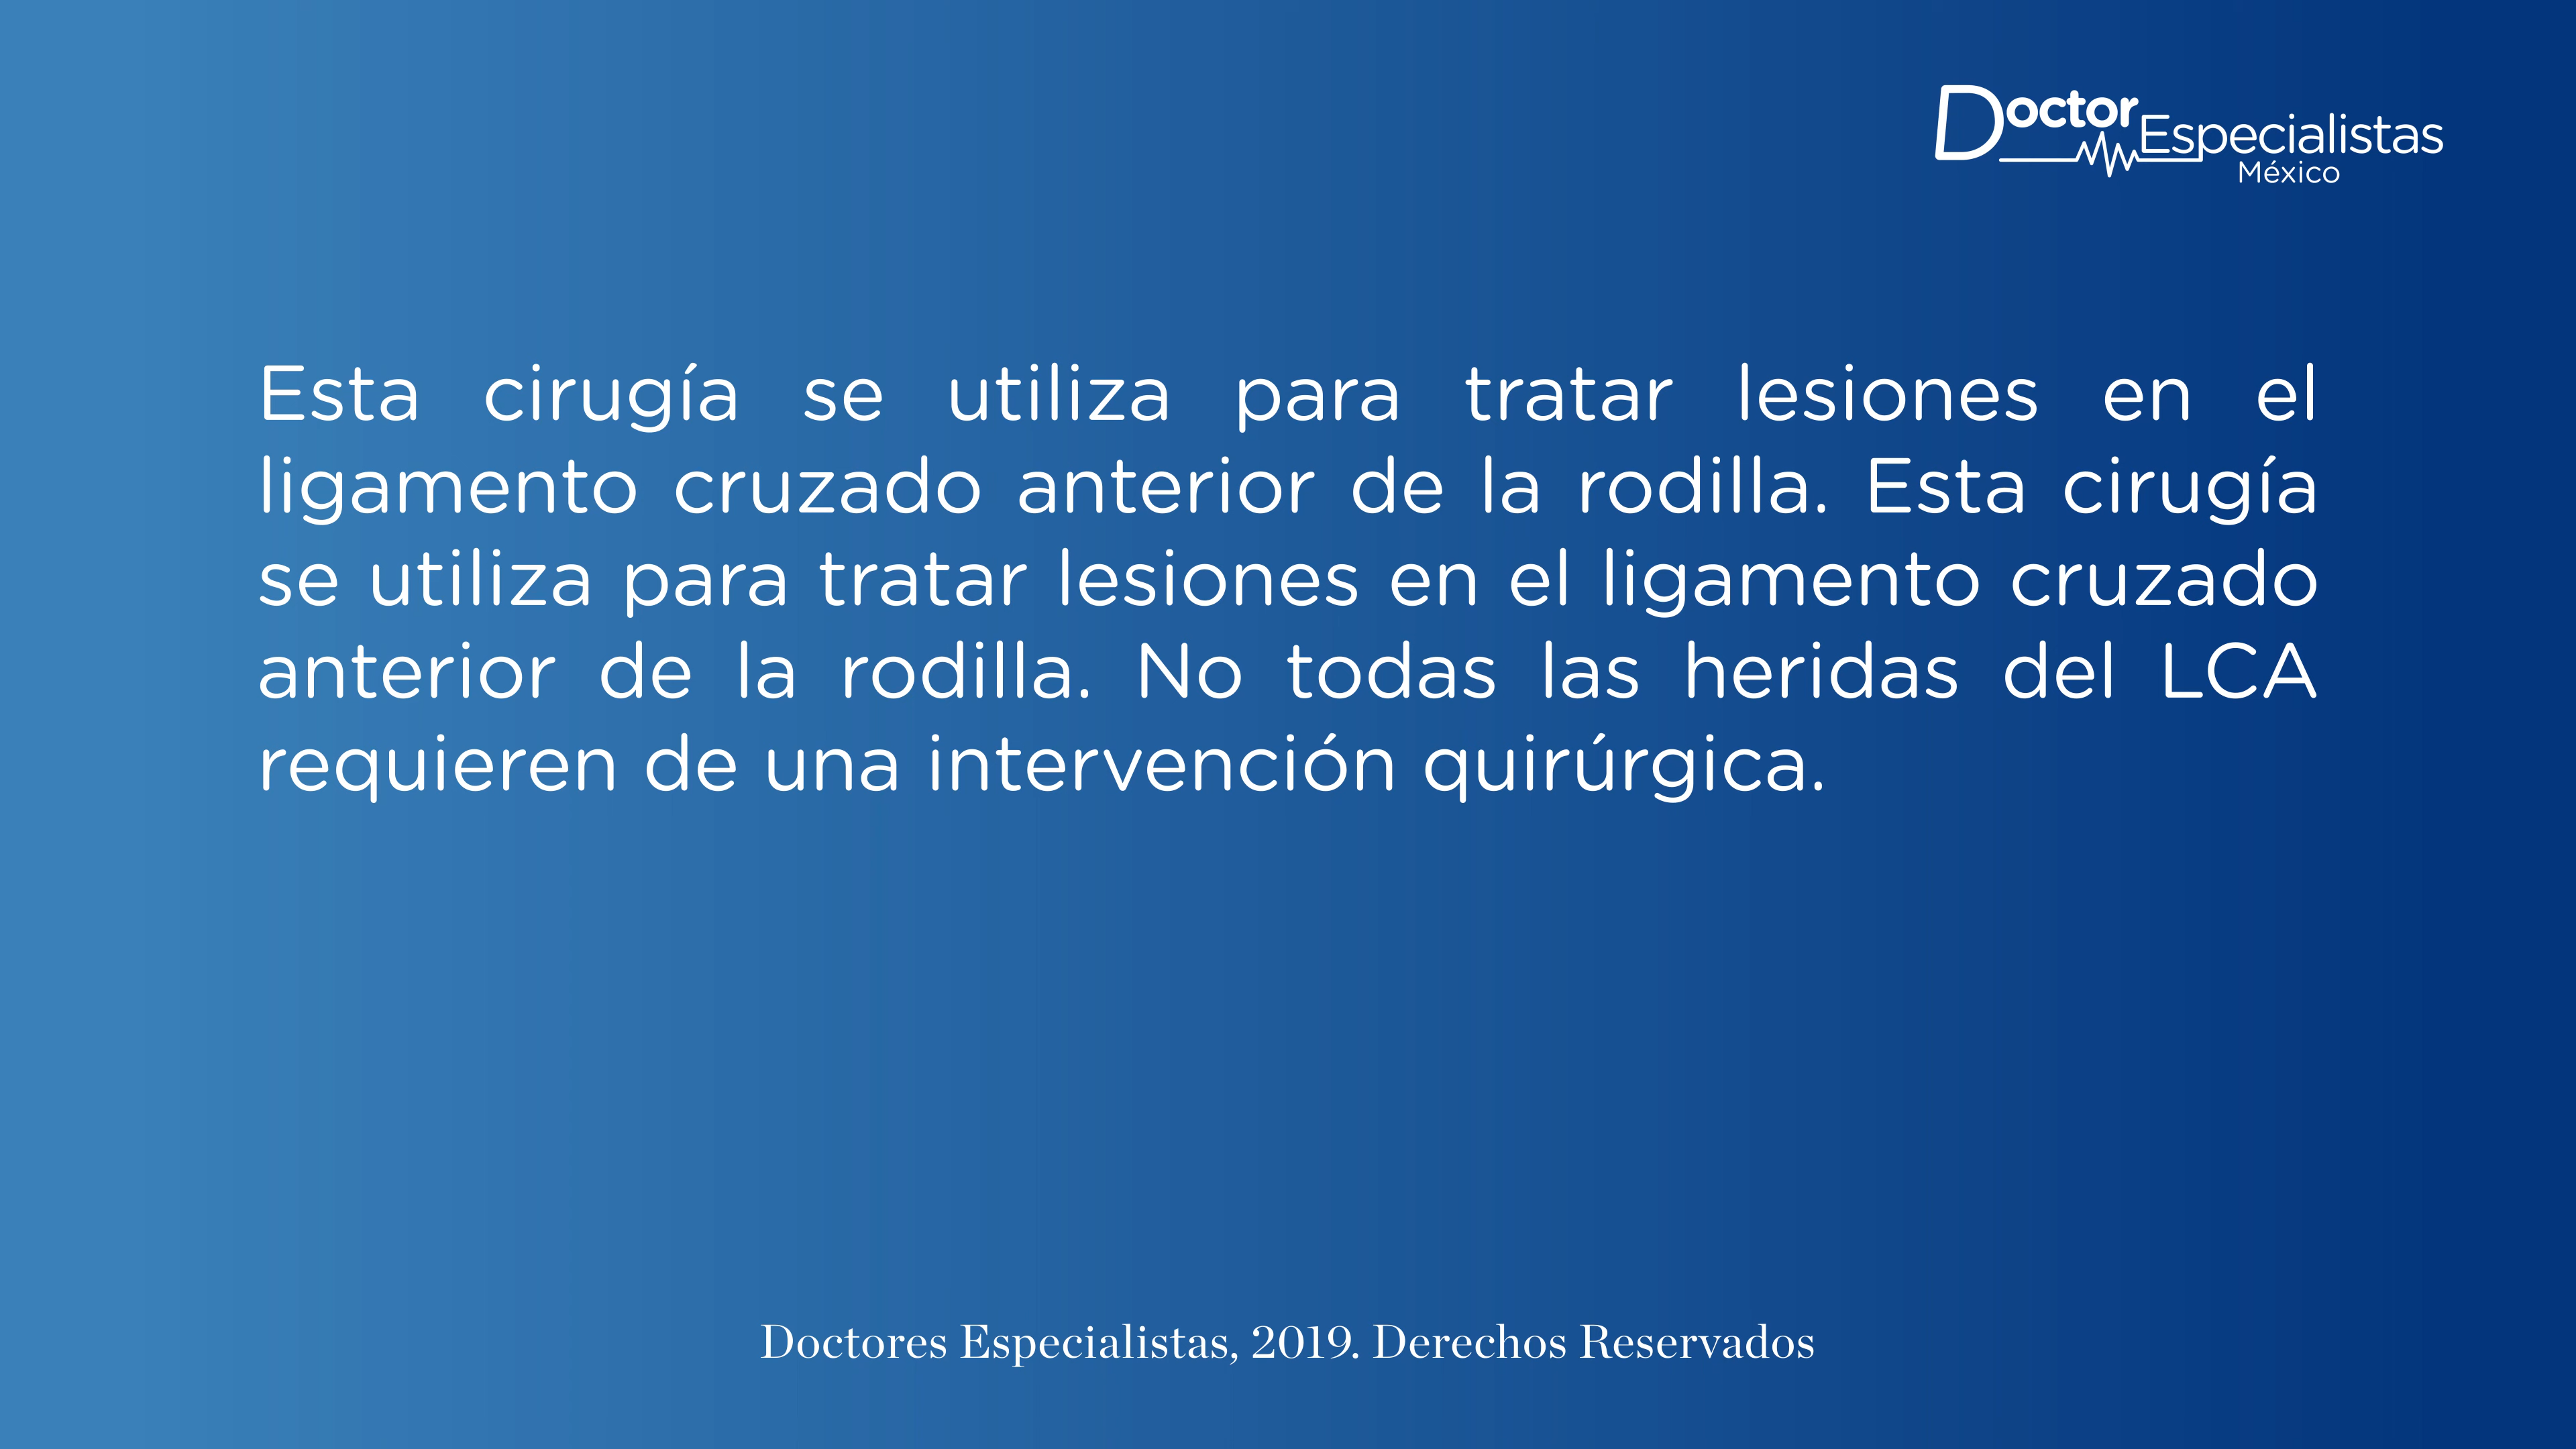 Doctor Especialistas
México
Esta cirugía se utiliza para tratar lesiones en el
ligamento cruzado anterior de la rodilla. Esta cirugía
se utiliza para tratar lesiones en el ligamento cruzado
anterior de la rodilla. No todas las heridas del LCA
requieren de una intervención quirúrgica.
Doctores Especialistas, 2019. Derechos Reservados